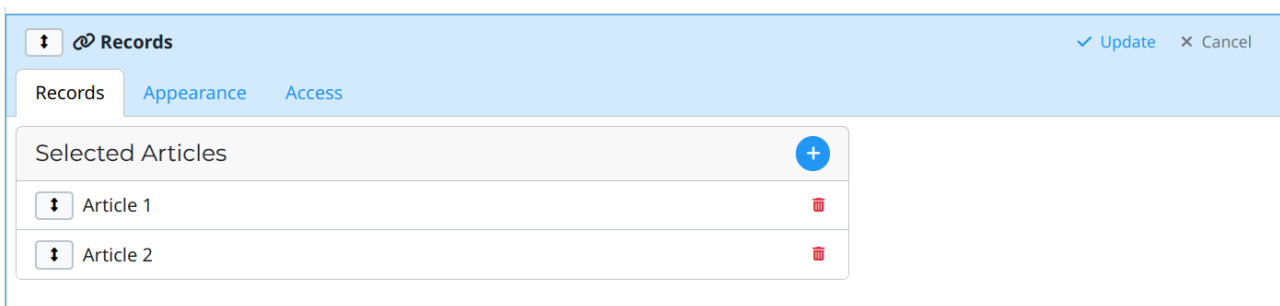 Records
Update
Cancel
Records
Appearance
Access
Selected Articles
Article 1
Article 2